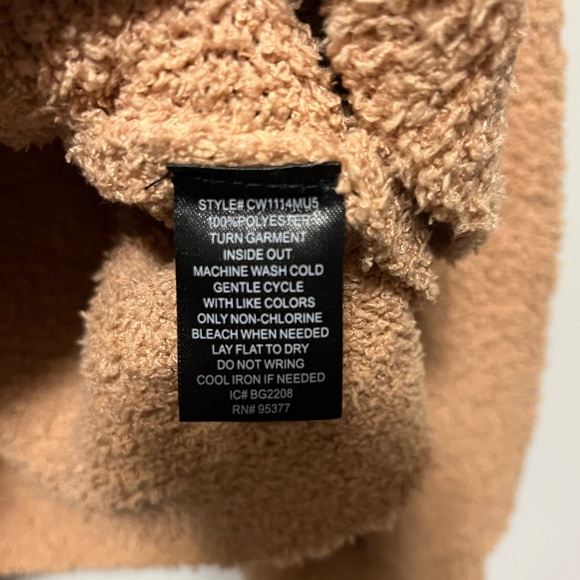 STYLE# CW1114MU5
100%POLYESTER
TURN GARMENT
INSIDE OUT
MACHINE WASH COLD
GENTLE CYCLE
WITH LIKE COLORS
ONLY NON-CHLORINE
BLEACH WHEN NEEDED
LAY FLAT TO DRY
DO NOT WRING
COOL IRON IF NEEDED
IC# BG2208
RN# 95377